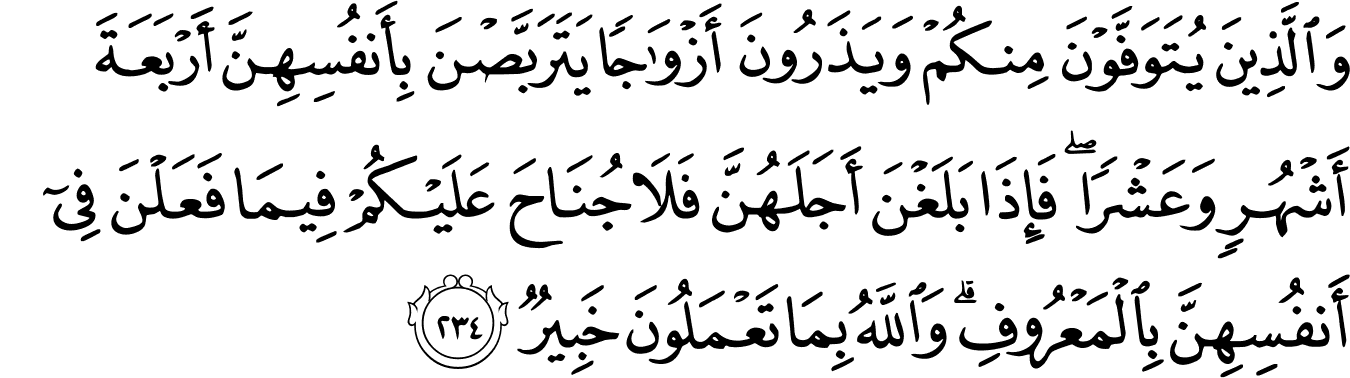 وَٱلَّذِينَ يُتَوَفَّوْنَ مِنكُمْ وَيَذَرُونَ أَزْوَٰجًا يَتَرَبَّصْنَ بِأَنفُسِهِنَّ أَرْبَعَةَ
أَشْهُرٍ وَعَشْرًا ۖ فَإِذَا بَلَغْنَ أَجَلَهُنَّ فَلَا جُنَاحَ عَلَيْكُمْ فِيمَا فَعَلْنَ فِىٓ
أَنفُسِهِنَّ بِٱلْمَعْرُوفِ ۗ وَٱللَّهُ بِمَا تَعْمَلُونَ خَبِيرٌ ٢٣٤